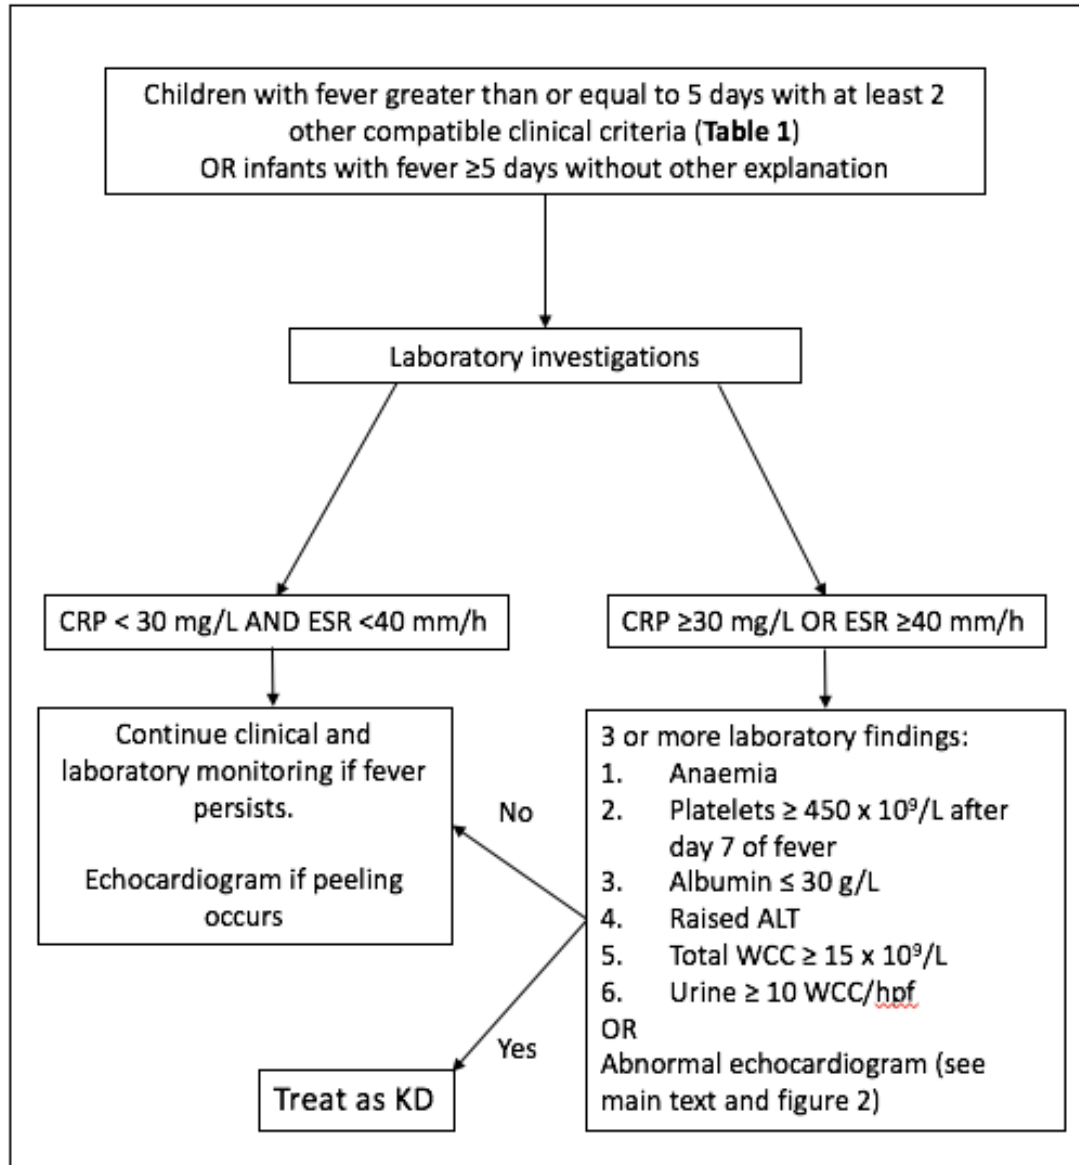 Children with fever greater than or equal to 5 days with at least 2
other compatible clinical criteria (Table 1)
OR infants with fever ≥5 days without other explanation
Laboratory investigations
CRP < 30 mg/L AND ESR <40 mm/h
CRP ≥30 mg/L OR ESR ≥40 mm/h
Continue clinical and
laboratory monitoring if fever
persists.
Echocardiogram if peeling
occurs
No
Yes
3 or more laboratory findings:
1. Anaemia
2. Platelets ≥ 450 x 10⁹/L after
day 7 of fever
3. Albumin ≤ 30 g/L
4. Raised ALT
5. Total WCC ≥ 15 x 10⁹/L
6. Urine ≥ 10 WCC/hpf
OR
Abnormal echocardiogram (see
main text and figure 2)
Treat as KD